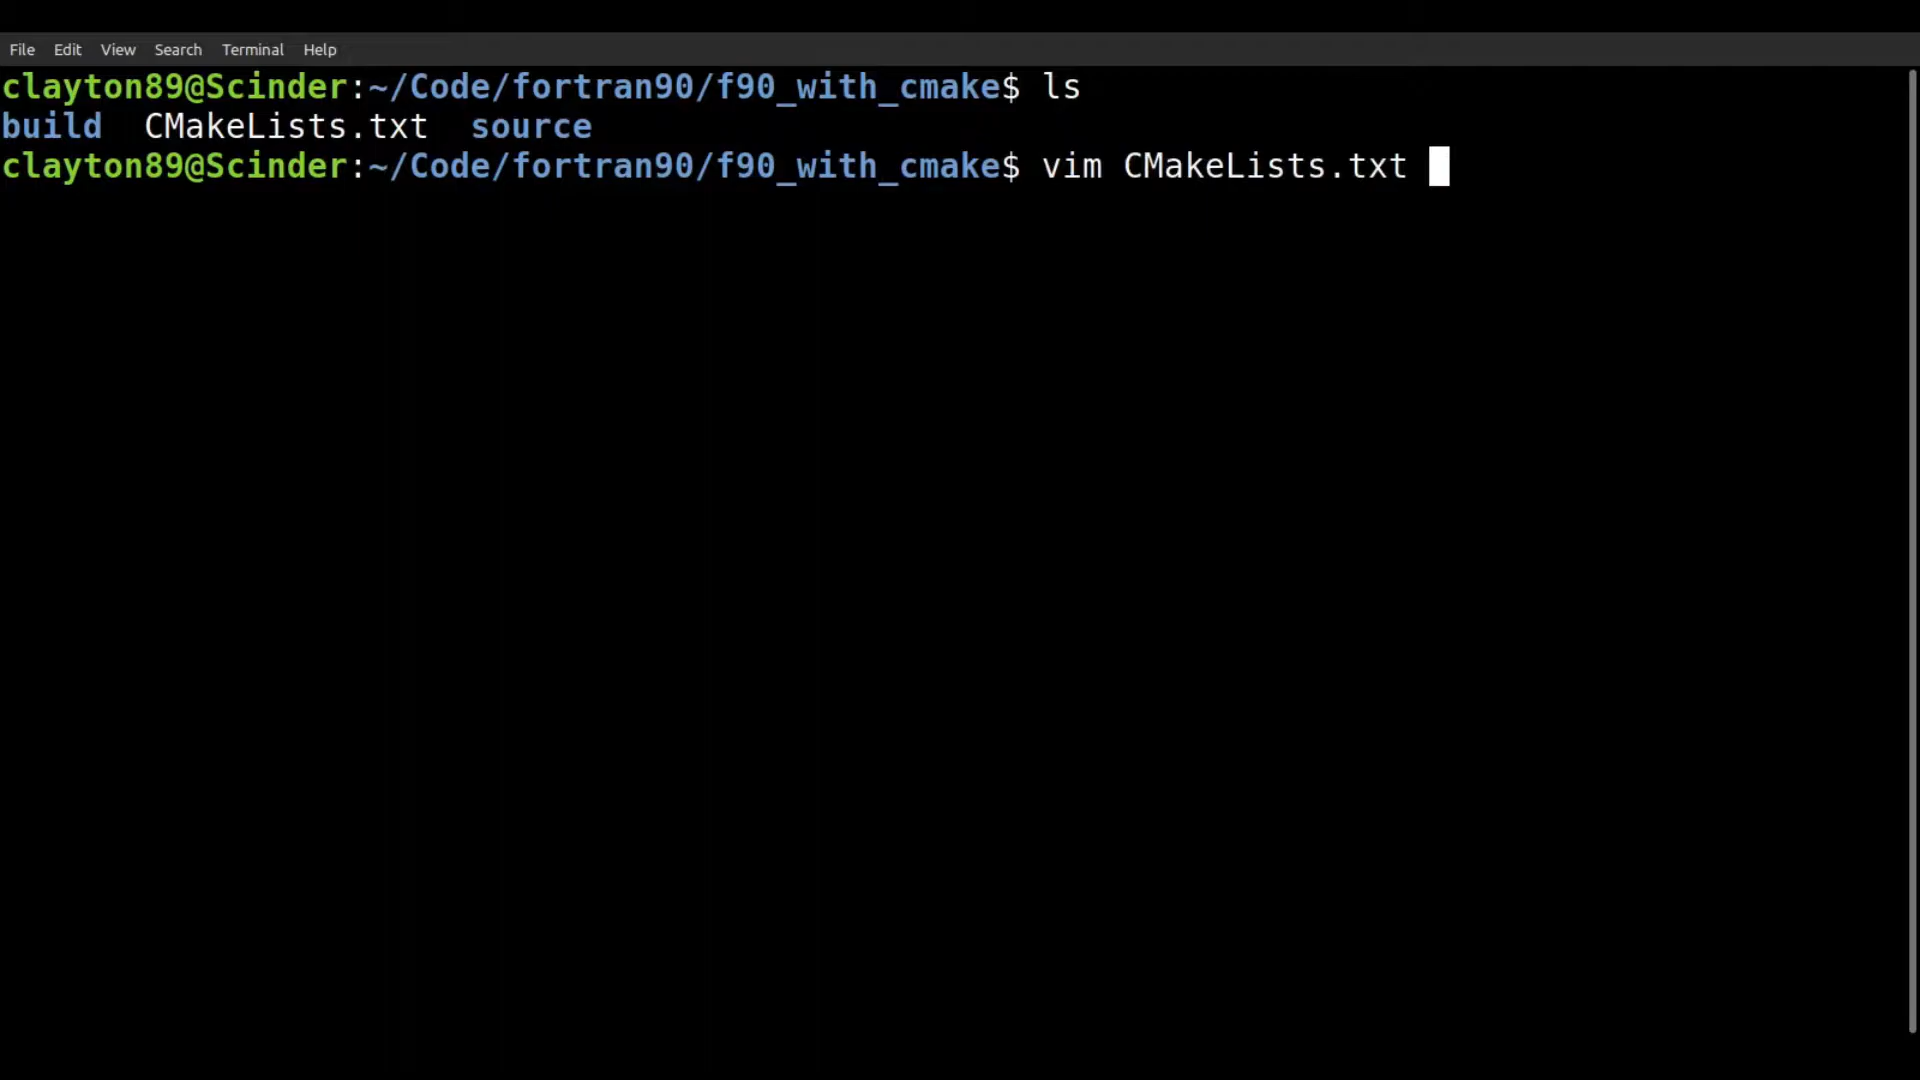 File Edit View Search Terminal Help
clayton89@Scinder:~/Code/fortran90/f90_with_cmake$ ls
build  CMakeLists.txt  source
clayton89@Scinder:~/Code/fortran90/f90_with_cmake$ vim CMakeLists.txt